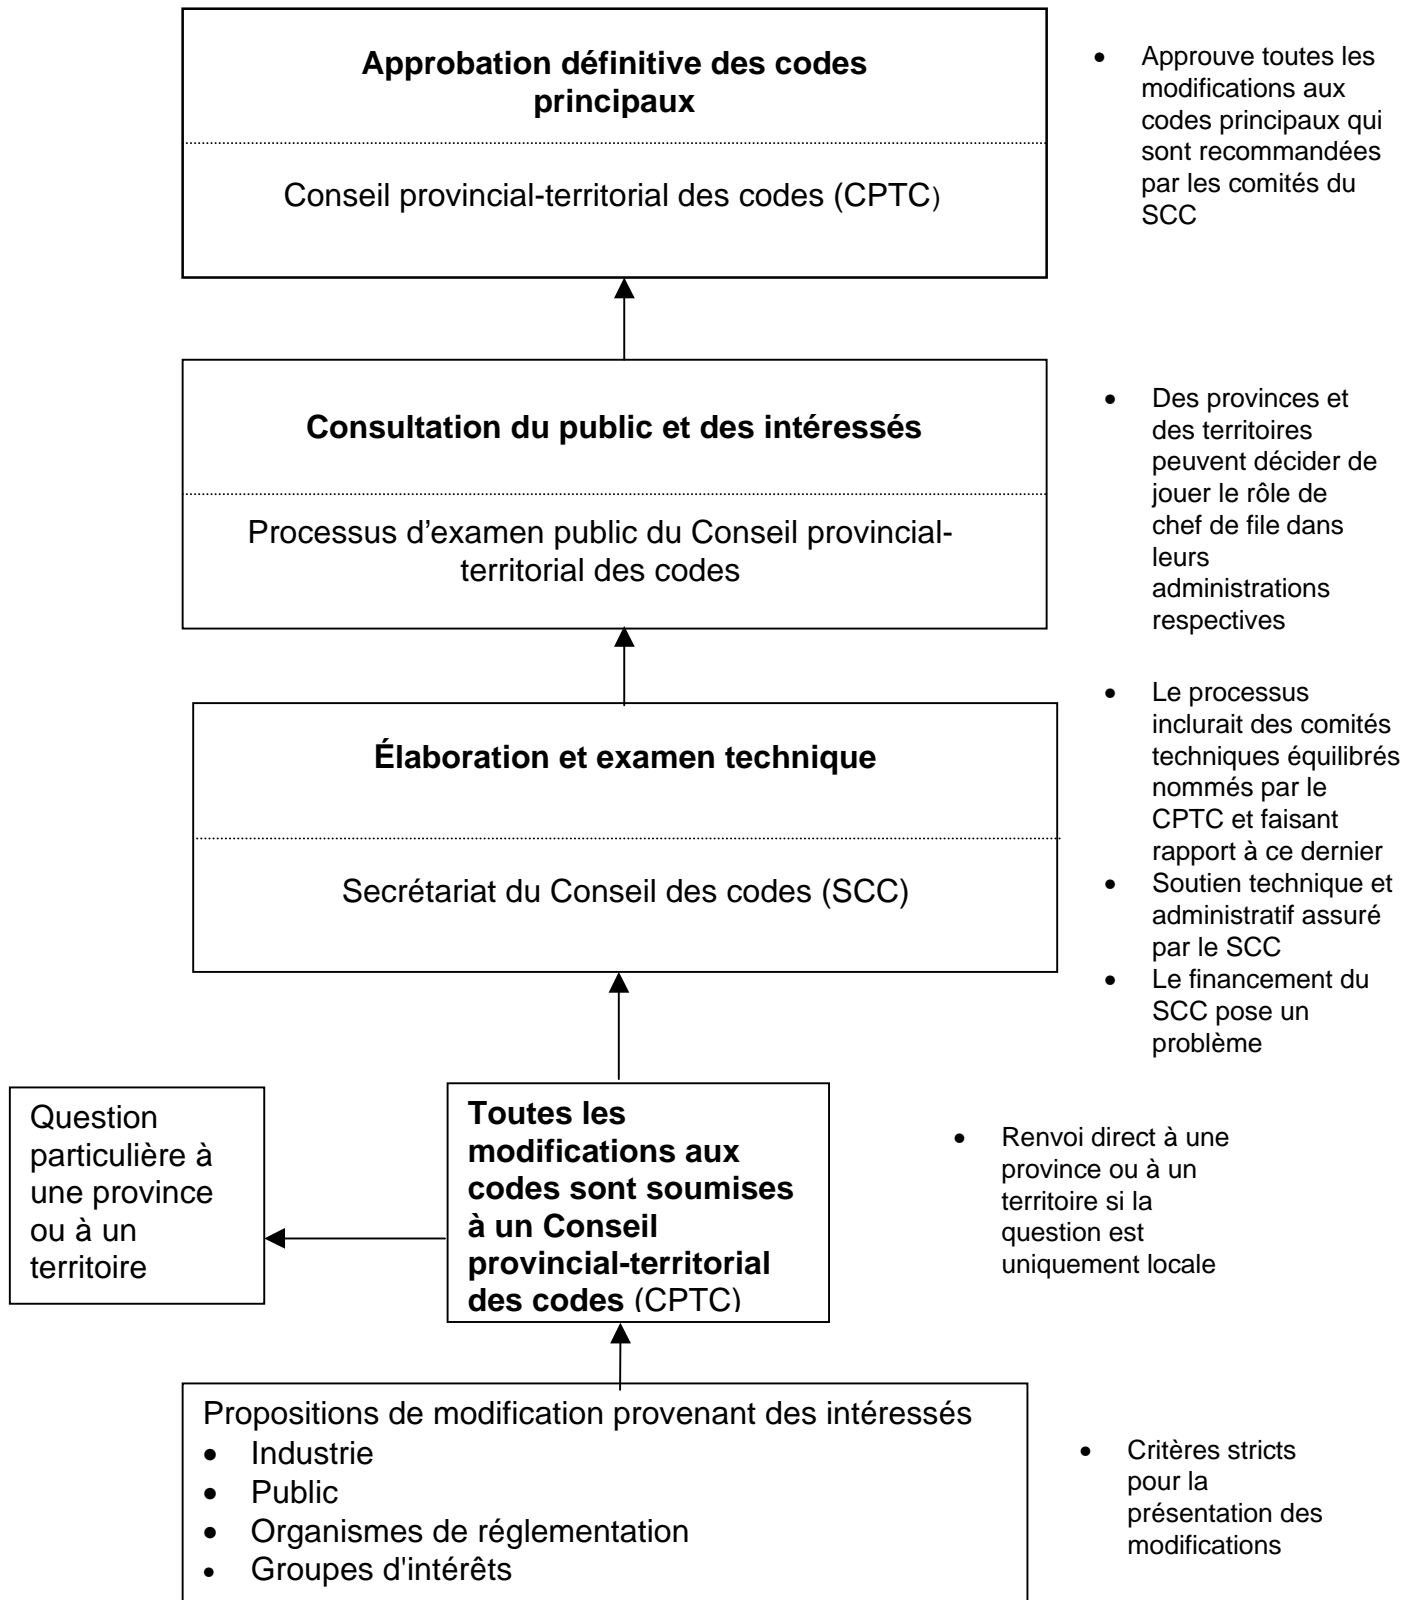 Approbation définitive des codes
principaux
Conseil provincial-territorial des codes (CPTC)
• Approuve toutes les
modifications aux
codes principaux qui
sont recommandées
par les comités du
SCC
Consultation du public et des intéressés
Processus d'examen public du Conseil provincial-
territorial des codes
• Des provinces et
des territoires
peuvent décider de
jouer le rôle de
chef de file dans
leurs
administrations
respectives
Élaboration et examen technique
Secrétariat du Conseil des codes (SCC)
• Le processus
inclurait des comités
techniques équilibrés
nommés par le
CPTC et faisant
rapport à ce dernier
• Soutien technique et
administratif assuré
par le SCC
• Le financement du
SCC pose un
problème
Question
particulière à
une province
ou à un
territoire
Toutes les
modifications aux
codes sont soumises
à un Conseil
provincial-territorial
des codes (CPTC)
• Renvoi direct à une
province ou à un
territoire si la
question est
uniquement locale
Propositions de modification provenant des intéressés
• Industrie
• Public
• Organismes de réglementation
• Groupes d'intérêts
• Critères stricts
pour la
présentation des
modifications